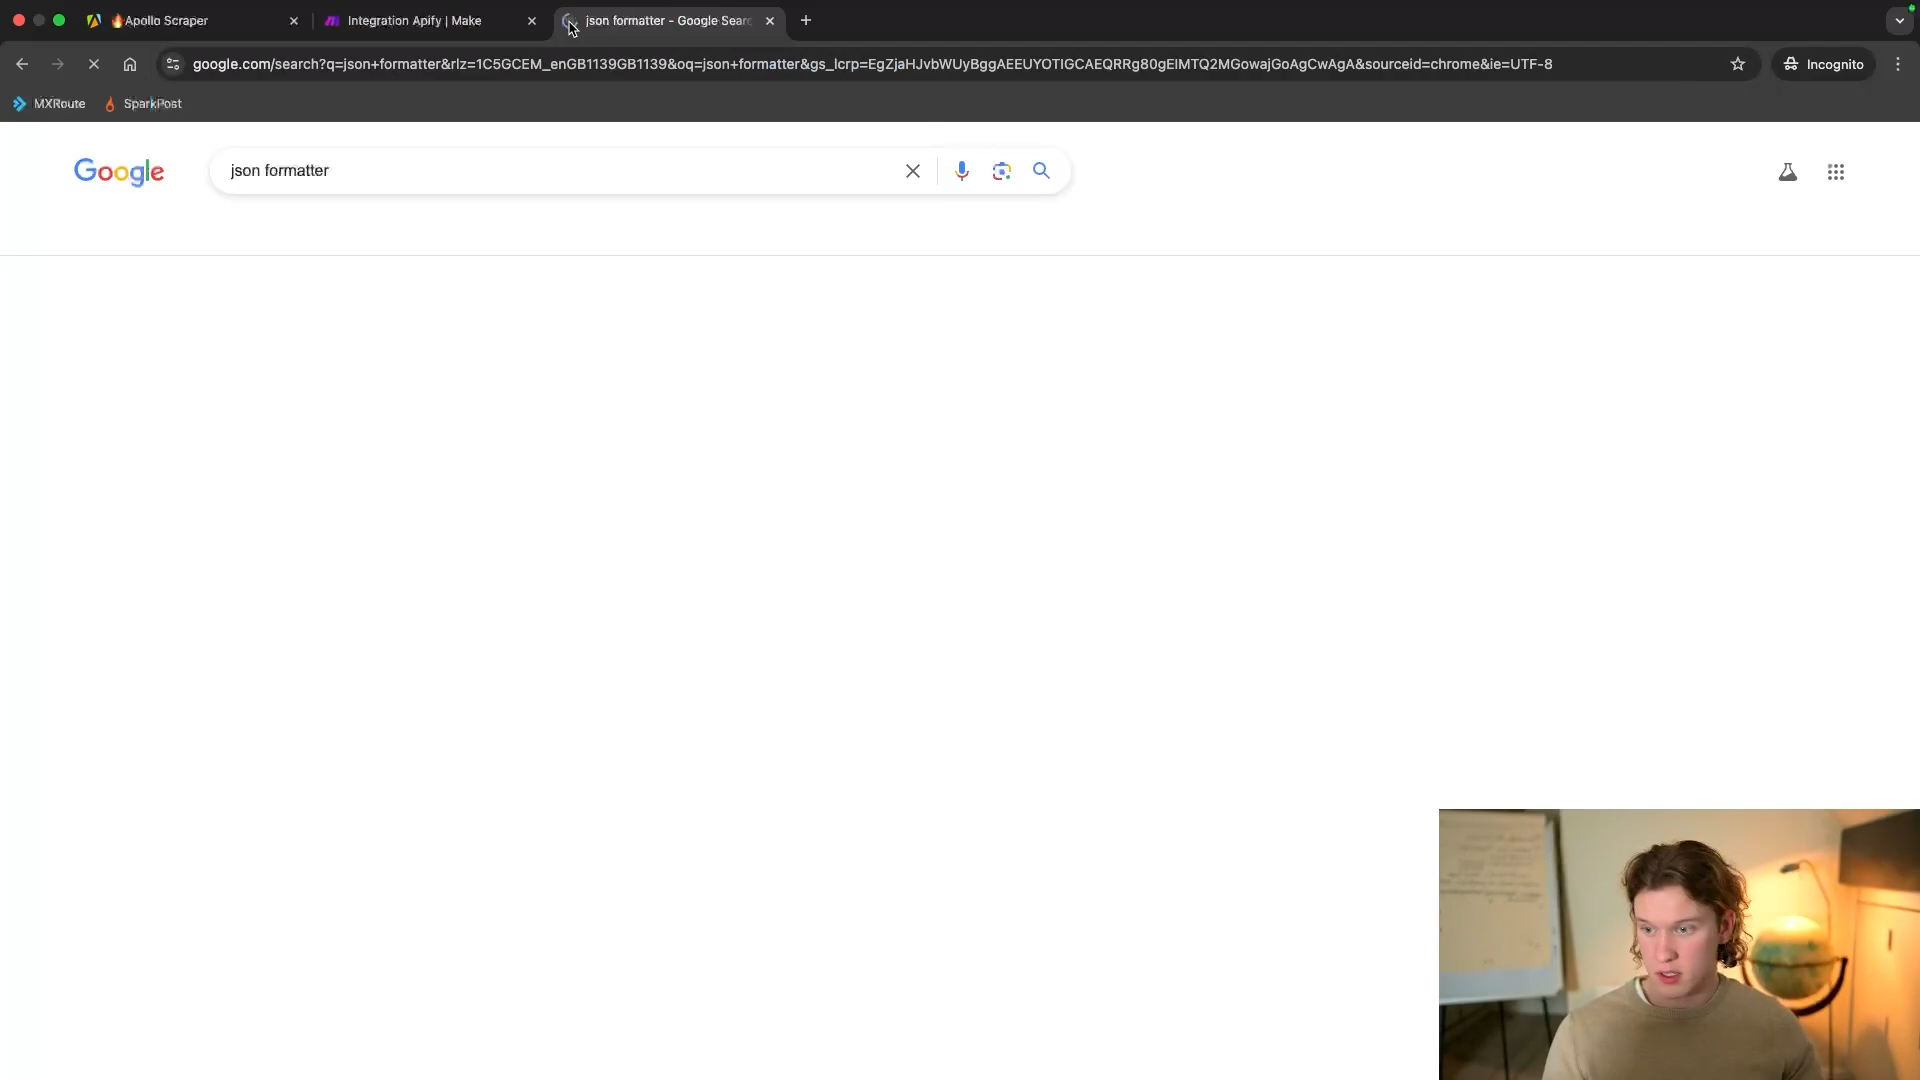 Apollo Scraper
Integration Apify | Make
json formatter - Google Sear
google.com/search?q=json+formatter&rlz=1C5GCEM_enGB1139GB1139&oq=json+formatter&gs_lcrp=EgZjaHJvbWUyBggAEEUYOTIGCAEQRRg80gEIMTQ2MGowajGoAgCwAgA&sourceid=chrome&ie=UTF-8
Incognito
MXRoute
SparkPost
Google
json formatter